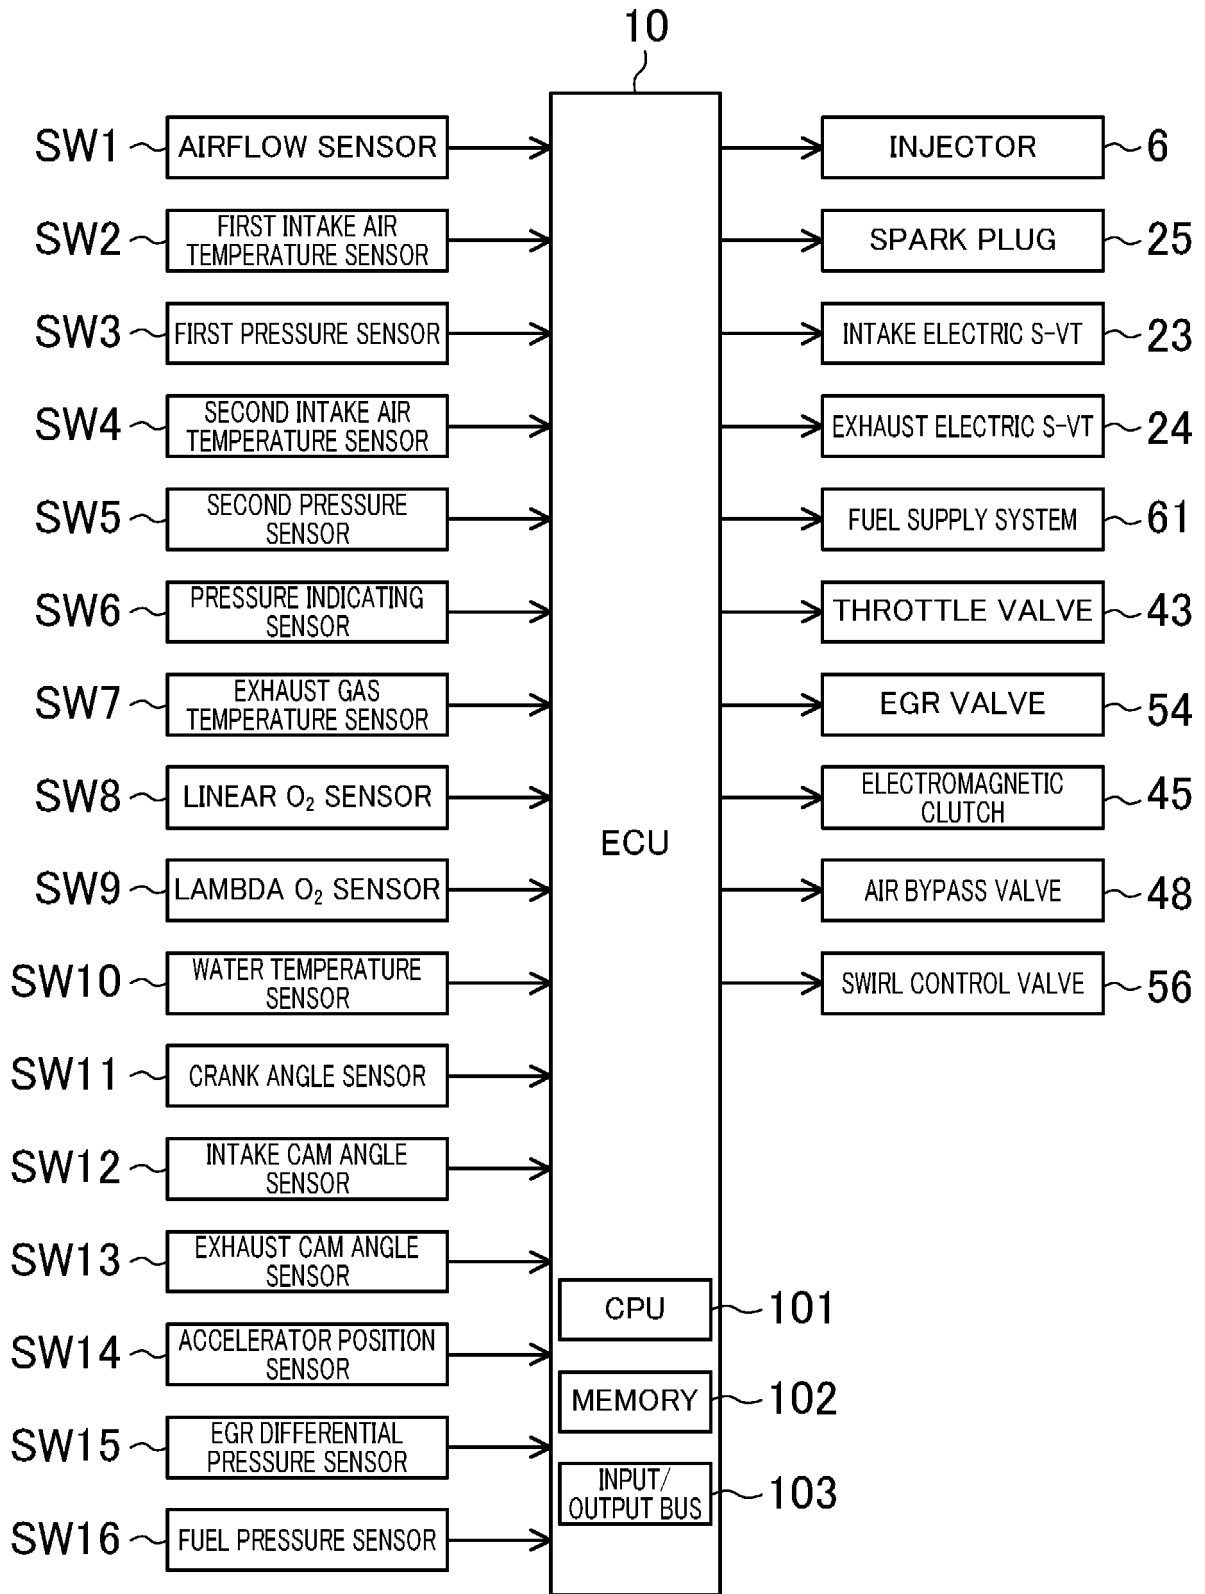 10
SW1
AIRFLOW SENSOR
SW2
FIRST INTAKE AIR
TEMPERATURE SENSOR
SW3
FIRST PRESSURE SENSOR
SW4
SECOND INTAKE AIR
TEMPERATURE SENSOR
SW5
SECOND PRESSURE
SENSOR
SW6
PRESSURE INDICATING
SENSOR
SW7
EXHAUST GAS
TEMPERATURE SENSOR
SW8
LINEAR O₂ SENSOR
SW9
LAMBDA O₂ SENSOR
SW10
WATER TEMPERATURE
SENSOR
SW11
CRANK ANGLE SENSOR
SW12
INTAKE CAM ANGLE
SENSOR
SW13
EXHAUST CAM ANGLE
SENSOR
SW14
ACCELERATOR POSITION
SENSOR
SW15
EGR DIFFERENTIAL
PRESSURE SENSOR
SW16
FUEL PRESSURE SENSOR
ECU
CPU
101
MEMORY
102
INPUT/
OUTPUT BUS
103
INJECTOR
6
SPARK PLUG
25
INTAKE ELECTRIC S-VT
23
EXHAUST ELECTRIC S-VT
24
FUEL SUPPLY SYSTEM
61
THROTTLE VALVE
43
EGR VALVE
54
ELECTROMAGNETIC
CLUTCH
45
AIR BYPASS VALVE
48
SWIRL CONTROL VALVE
56